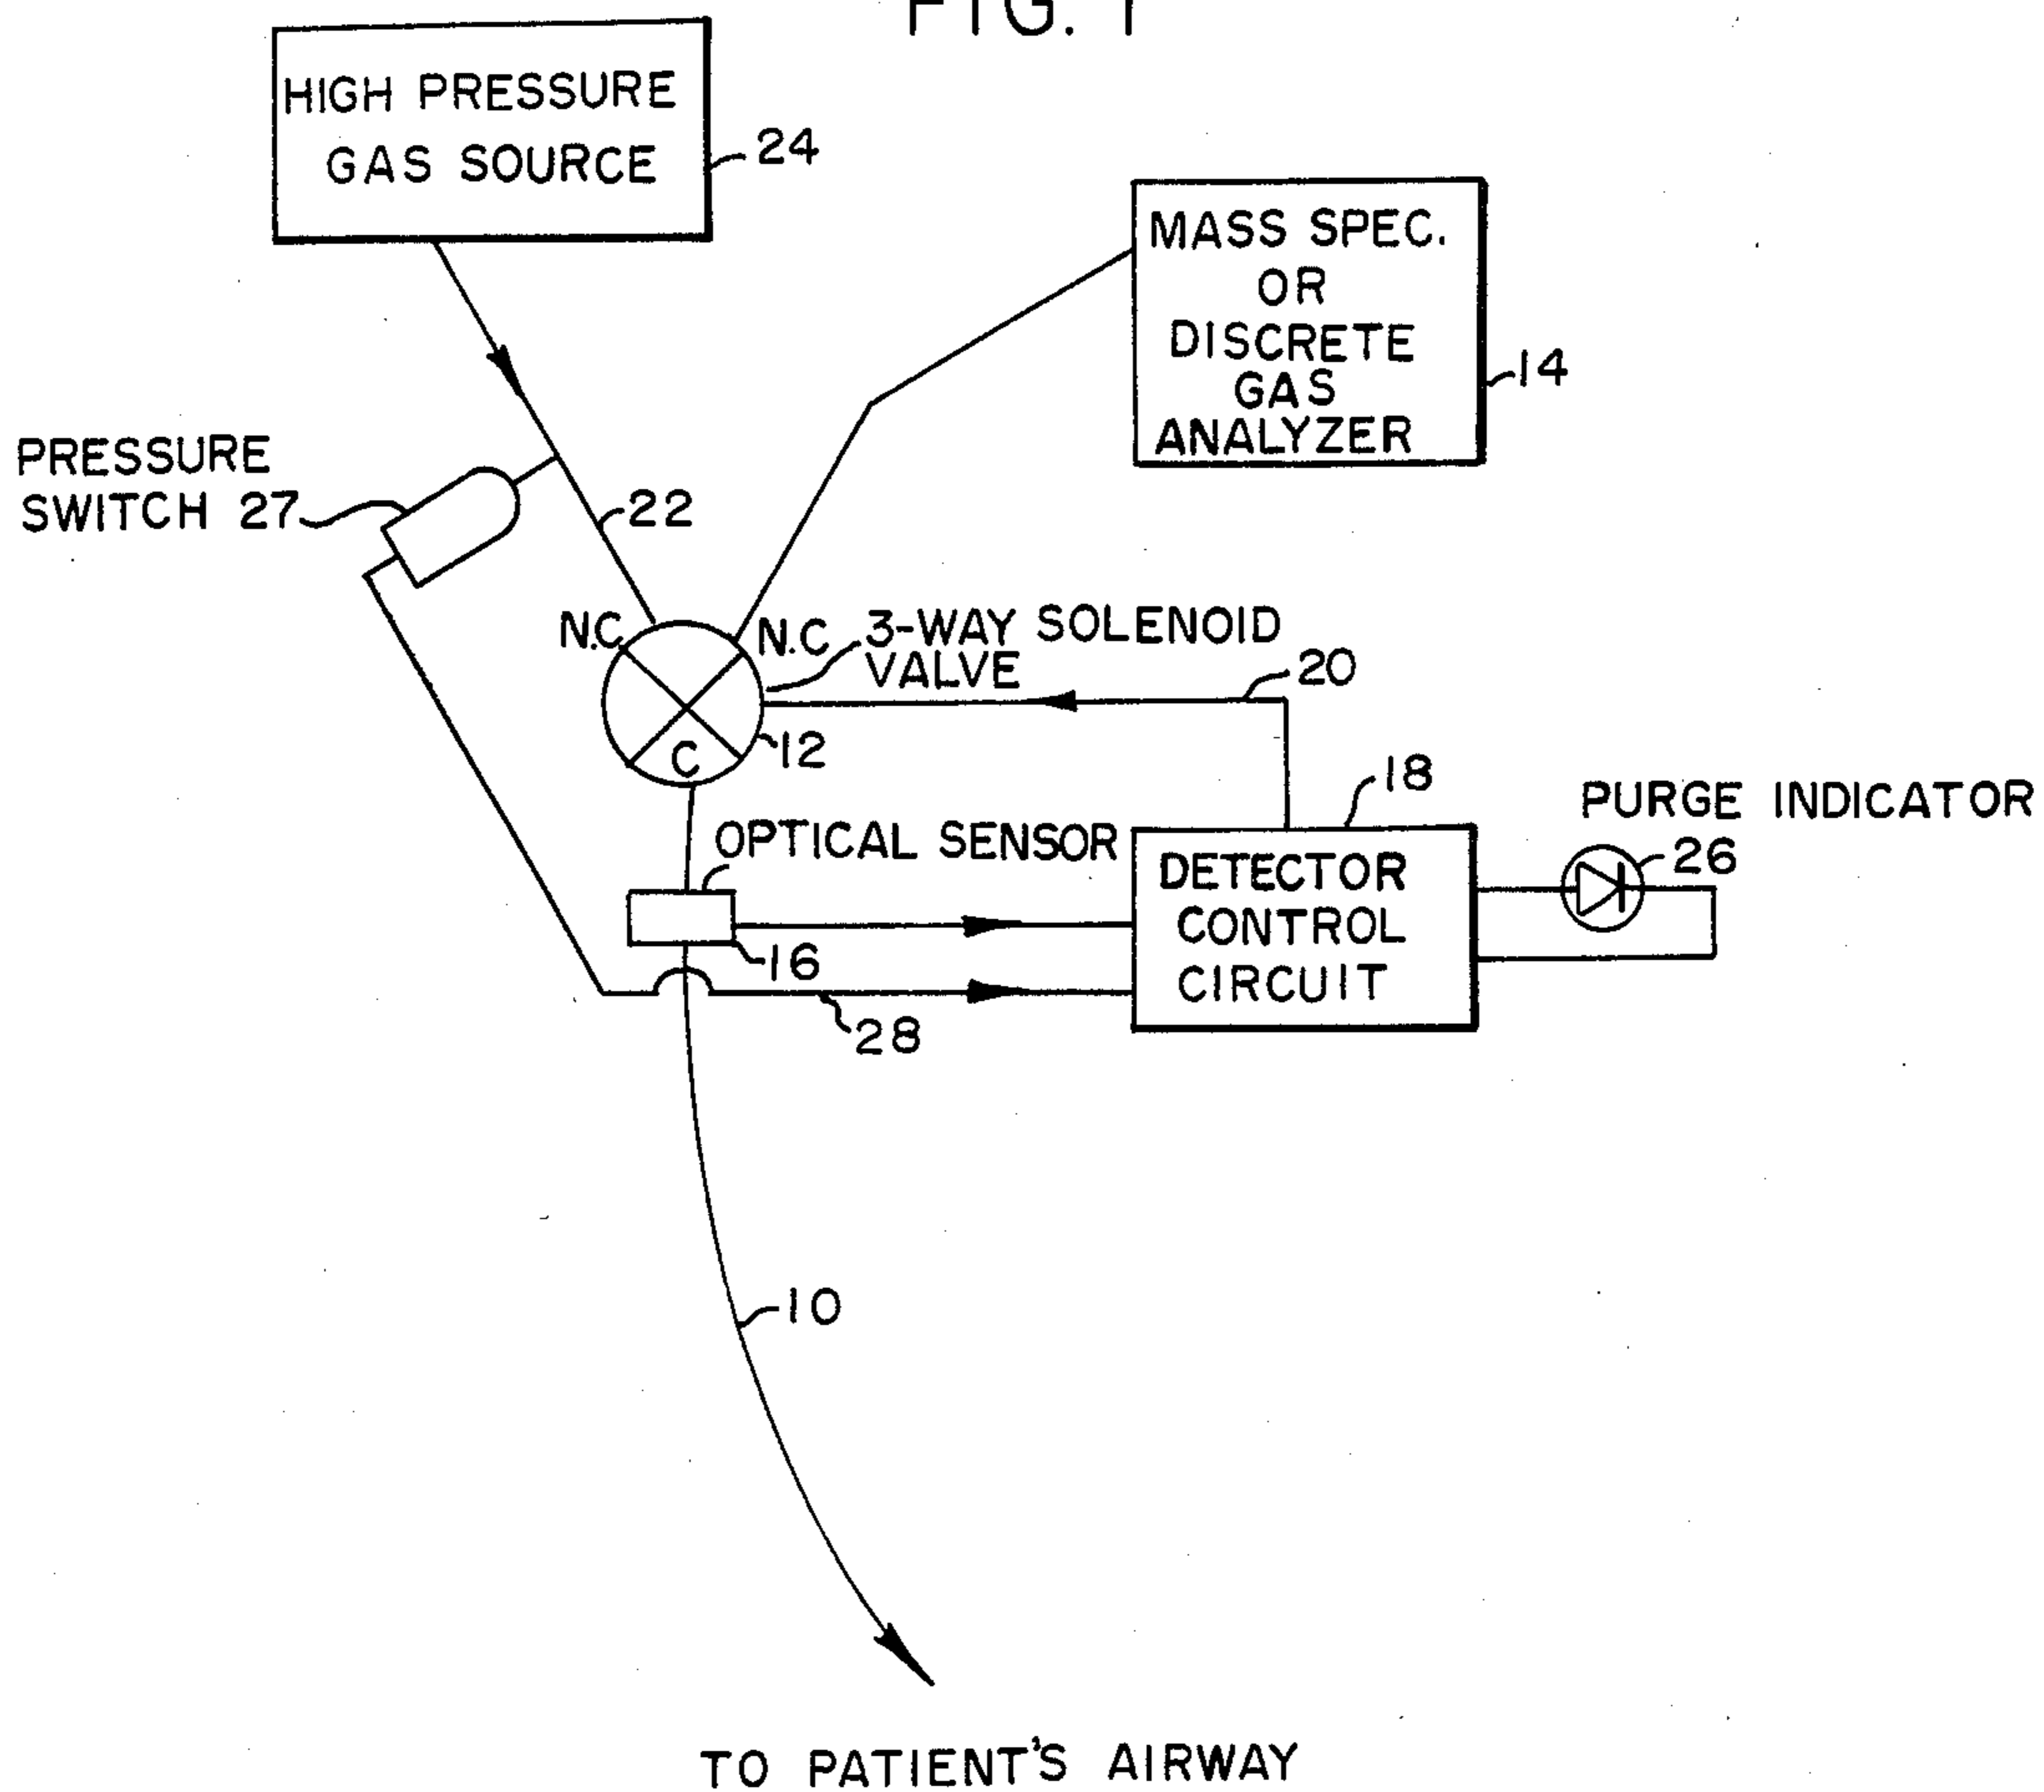 FIG. 1
HIGH PRESSURE
GAS SOURCE
24
MASS SPEC.
OR
DISCRETE
GAS
ANALYZER
14
PRESSURE
SWITCH 27
22
N.C.
N.C
3-WAY SOLENOID
VALVE
20
12
C
18
PURGE INDICATOR
26
OPTICAL SENSOR
DETECTOR
CONTROL
CIRCUIT
16
28
10
TO PATIENT'S AIRWAY